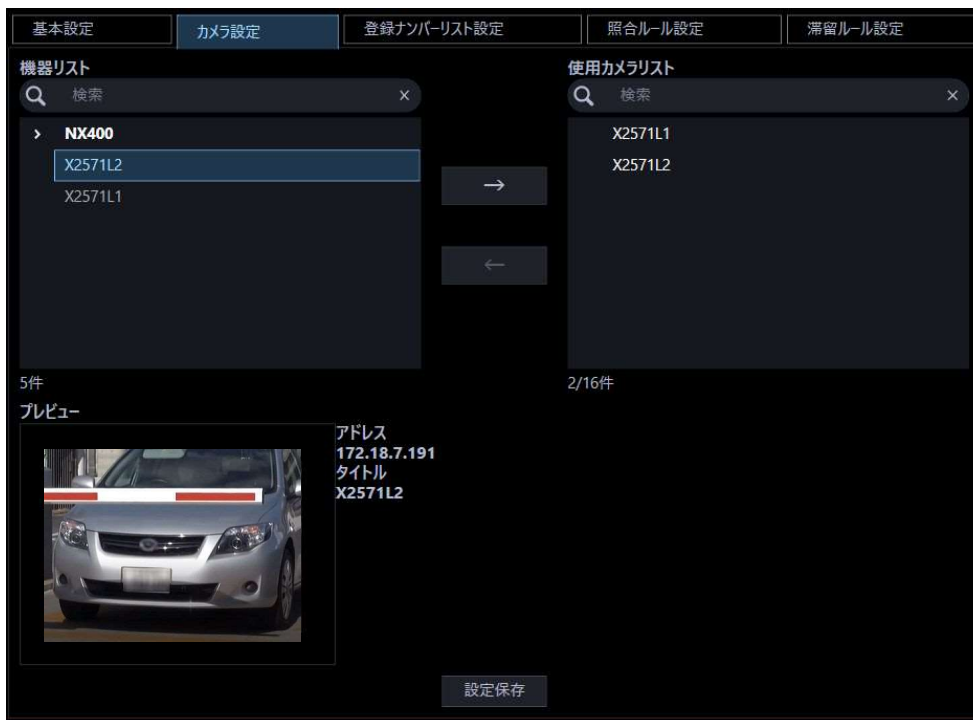 基本設定
カメラ設定
登録ナンバーリスト設定
照合ルール設定
滞留ルール設定
機器リスト
検索
NX400
X2571L2
X2571L1
5件
使用カメラリスト
検索
X2571L1
X2571L2
2/16件
プレビュー
アドレス
172.18.7.191
タイトル
X2571L2
設定保存